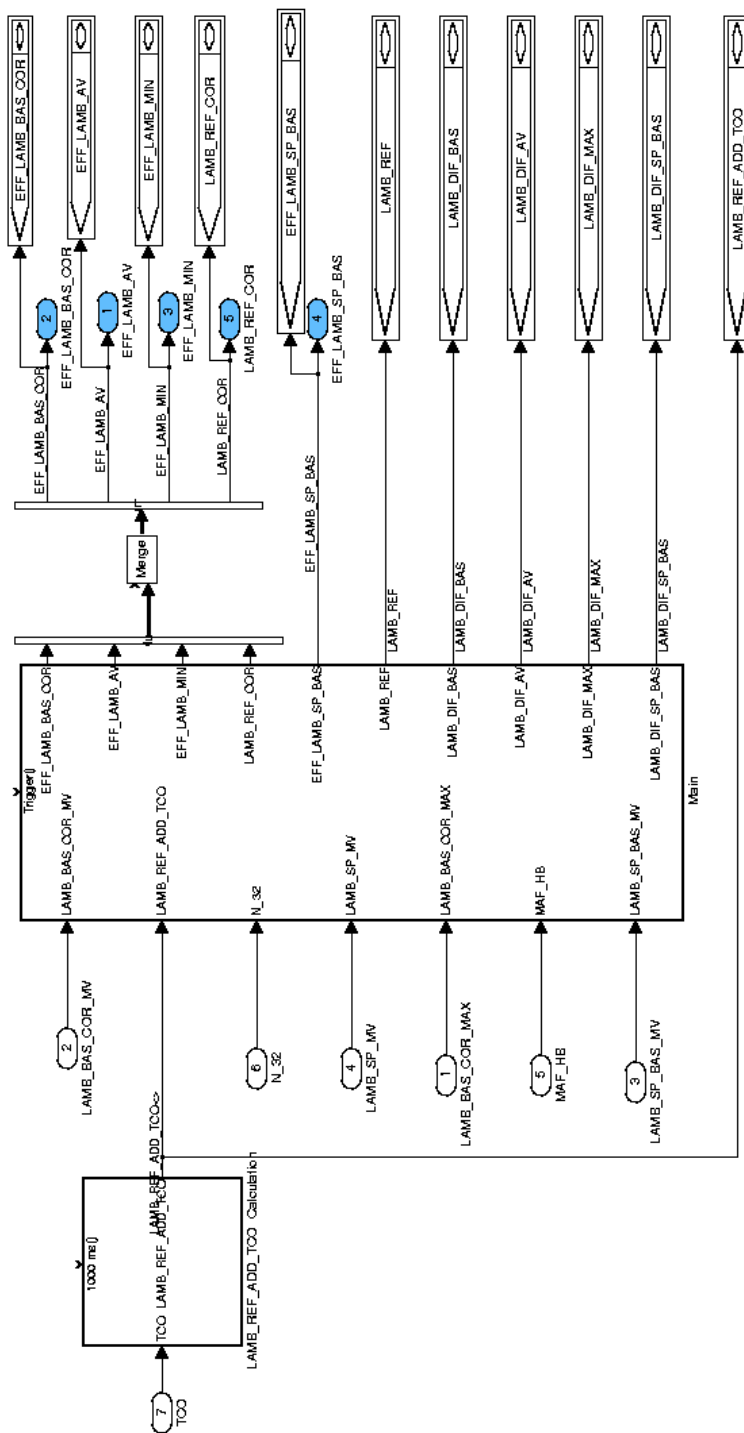 7
TCO
1000 ms()
TCO
LAMB_REF_ADD_TCO
LAMB_REF_ADD_TCO Calculation
LAMB_REF_ADD_TCO<>
2
LAMB_BAS_COR_MV
6
N_32
4
LAMB_SP_MV
1
LAMB_BAS_COR_MAX
5
MAF_HB
3
LAMB_SP_BAS_MV
Trigger()
LAMB_BAS_COR_MV
LAMB_REF_ADD_TCO
N_32
LAMB_SP_MV
LAMB_BAS_COR_MAX
MAF_HB
LAMB_SP_BAS_MV
EFF_LAMB_BAS_COR
EFF_LAMB_AV
EFF_LAMB_MIN
LAMB_REF_COR
EFF_LAMB_SP_BAS
LAMB_REF
LAMB_DIF_BAS
LAMB_DIF_AV
LAMB_DIF_MAX
LAMB_DIF_SP_BAS
Main
Merge
EFF_LAMB_BAS_COR
EFF_LAMB_AV
EFF_LAMB_MIN
LAMB_REF_COR
EFF_LAMB_SP_BAS
LAMB_REF
LAMB_DIF_BAS
LAMB_DIF_AV
LAMB_DIF_MAX
LAMB_DIF_SP_BAS
2
EFF_LAMB_BAS_COR
1
EFF_LAMB_AV
3
EFF_LAMB_MIN
5
LAMB_REF_COR
4
EFF_LAMB_SP_BAS
EFF_LAMB_BAS_COR
EFF_LAMB_AV
EFF_LAMB_MIN
LAMB_REF_COR
EFF_LAMB_SP_BAS
LAMB_REF
LAMB_DIF_BAS
LAMB_DIF_AV
LAMB_DIF_MAX
LAMB_DIF_SP_BAS
LAMB_REF_ADD_TCO